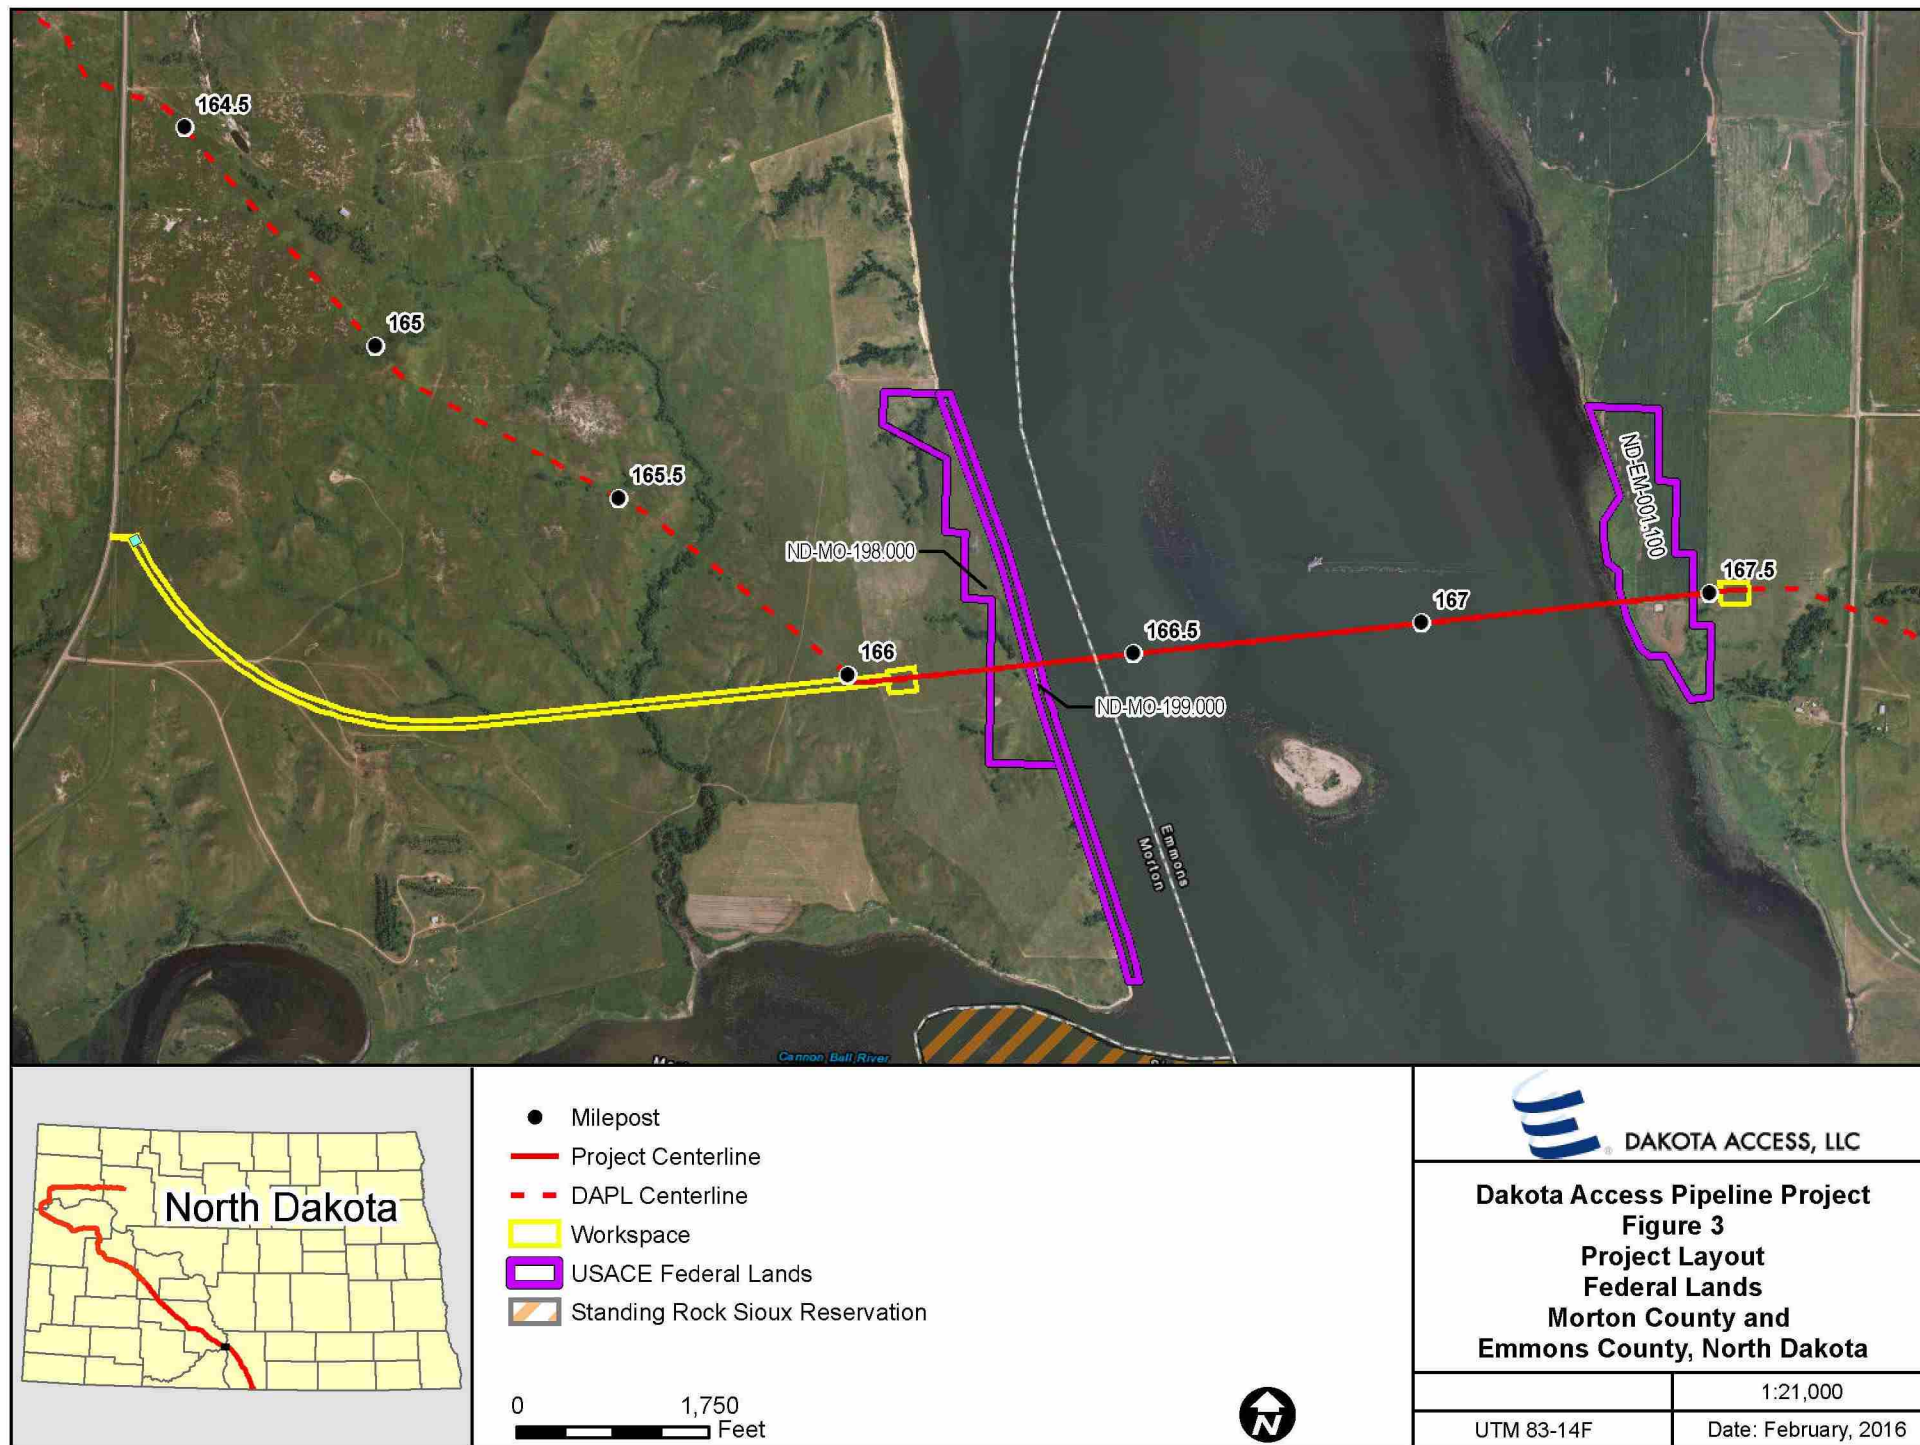 164.5
165
165.5
ND-MO-198.000
166
166.5
167
167.5
ND-EM-001.100
ND-MO-199.000
Emmons
Morton
Cannon Ball River
North Dakota
Milepost
Project Centerline
DAPL Centerline
Workspace
USACE Federal Lands
Standing Rock Sioux Reservation
0 1,750
Feet
N
DAKOTA ACCESS, LLC
Dakota Access Pipeline Project
Figure 3
Project Layout
Federal Lands
Morton County and
Emmons County, North Dakota
1:21,000
UTM 83-14F
Date: February, 2016